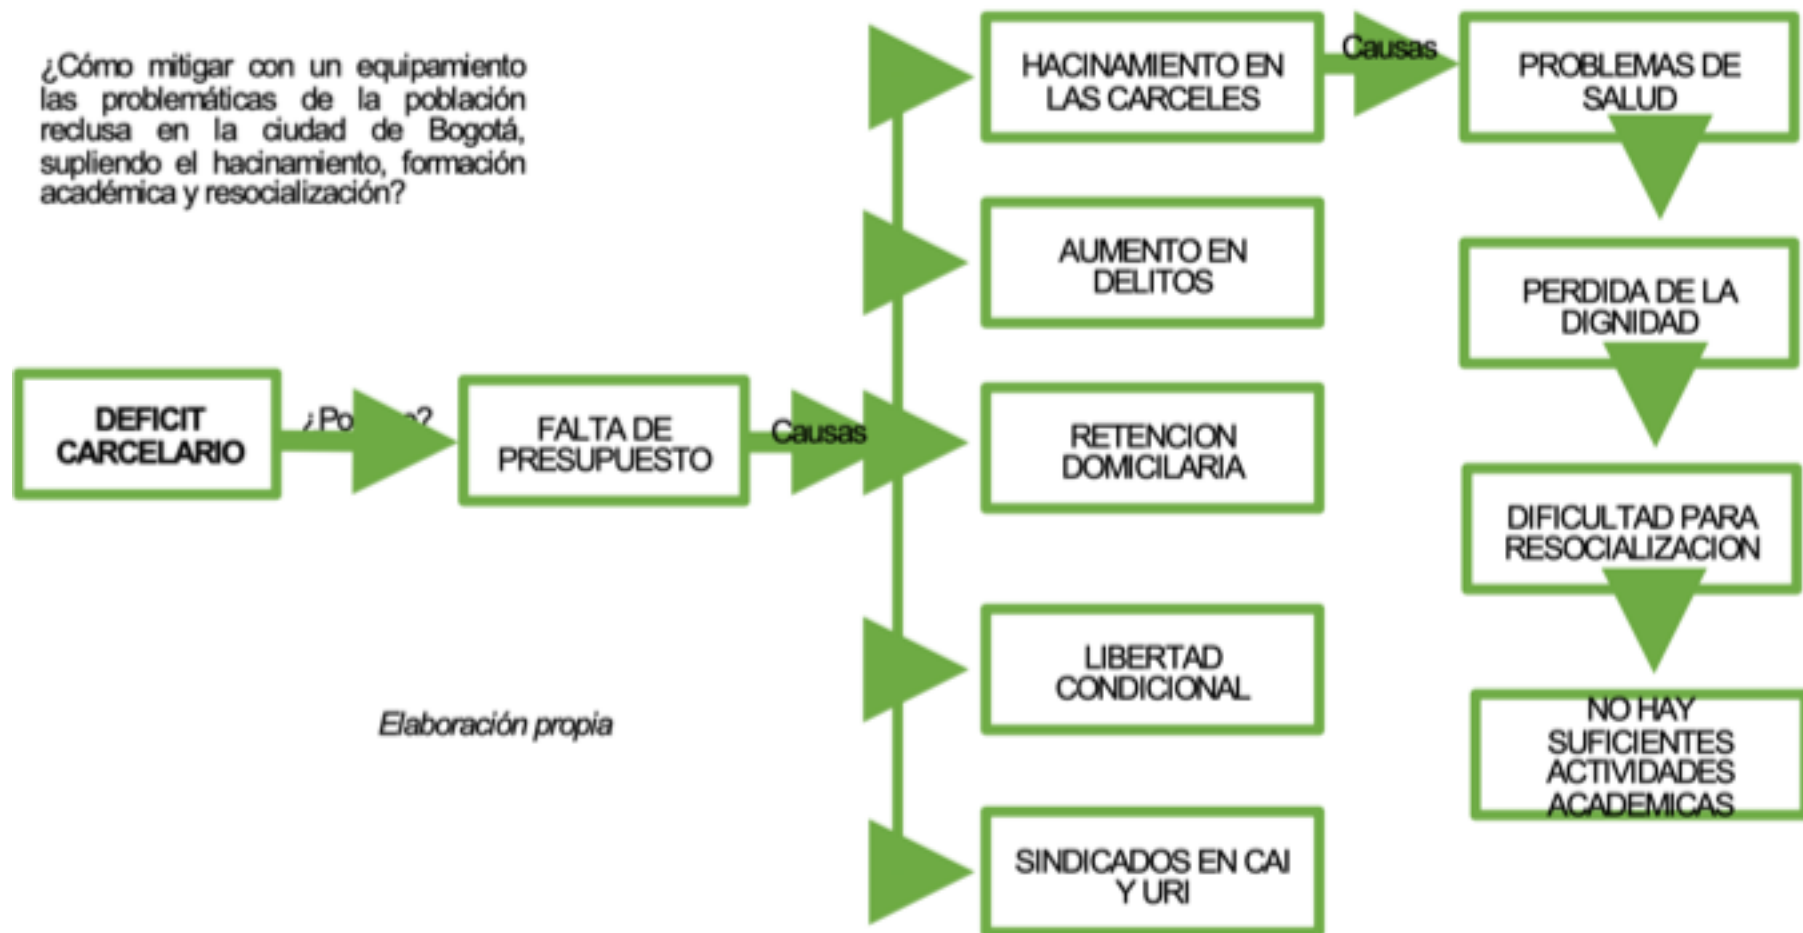 ¿Cómo mitigar con un equipamiento
las problemáticas de la población
reclusa en la ciudad de Bogotá,
supliendo el hacinamiento, formación
académica y resocialización?
DEFICIT
CARCELARIO
FALTA DE
PRESUPUESTO
Causas
HACINAMIENTO EN
LAS CARCELES
Causas
AUMENTO EN
DELITOS
RETENCION
DOMICILARIA
LIBERTAD
CONDICIONAL
SINDICADOS EN CAI
Y URI
PROBLEMAS DE
SALUD
PERDIDA DE LA
DIGNIDAD
DIFICULTAD PARA
RESOCIALIZACION
NO HAY
SUFICIENTES
ACTIVIDADES
ACADEMICAS
Elaboración propia